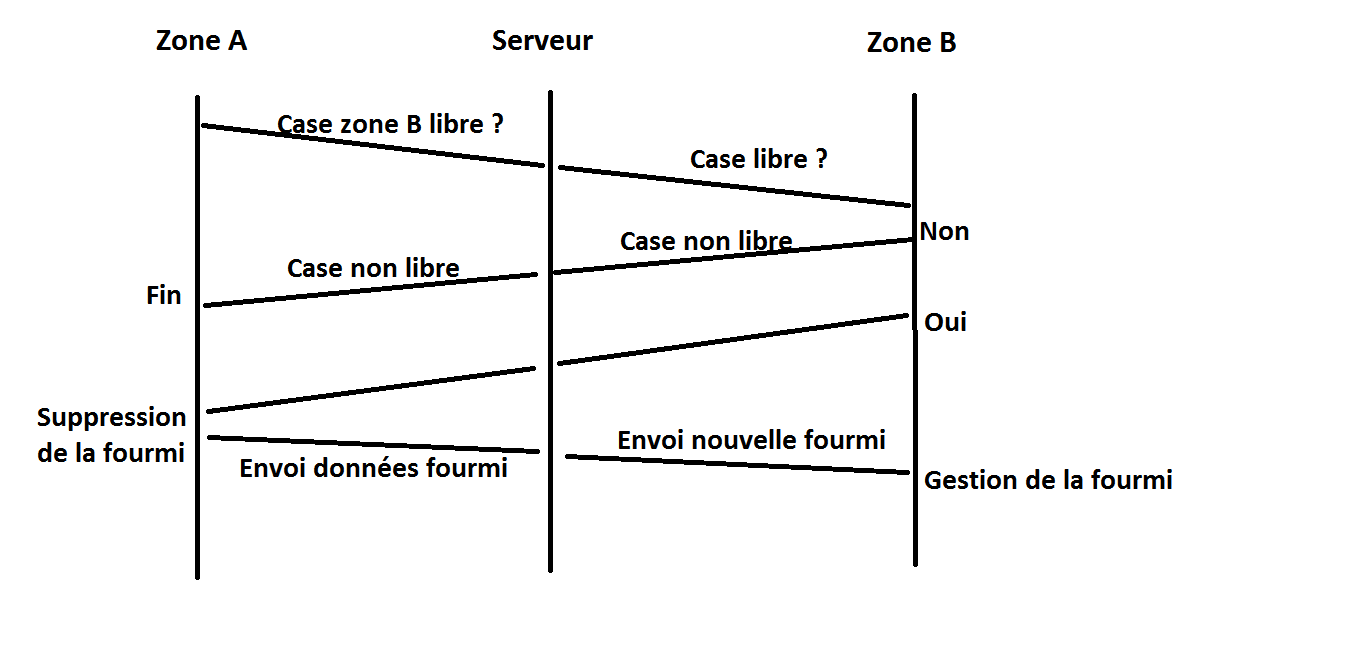 Zone A
Serveur
Zone B
Case zone B libre ?
Case libre ?
Non
Case non libre
Case non libre
Fin
Oui
Suppression
de la fourmi
Envoi nouvelle fourmi
Envoi données fourmi
Gestion de la fourmi